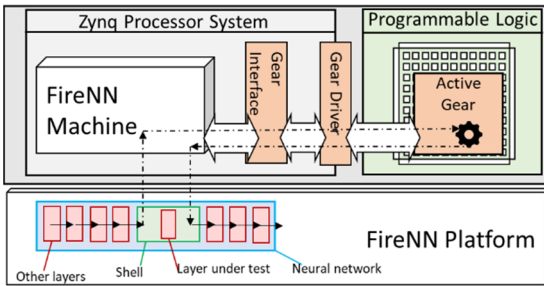 Zynq Processor System
Programmable Logic
FireNN
Machine
Gear
Interface
Gear Driver
Active
Gear
FireNN Platform
Other layers
Shell
Layer under test
Neural network